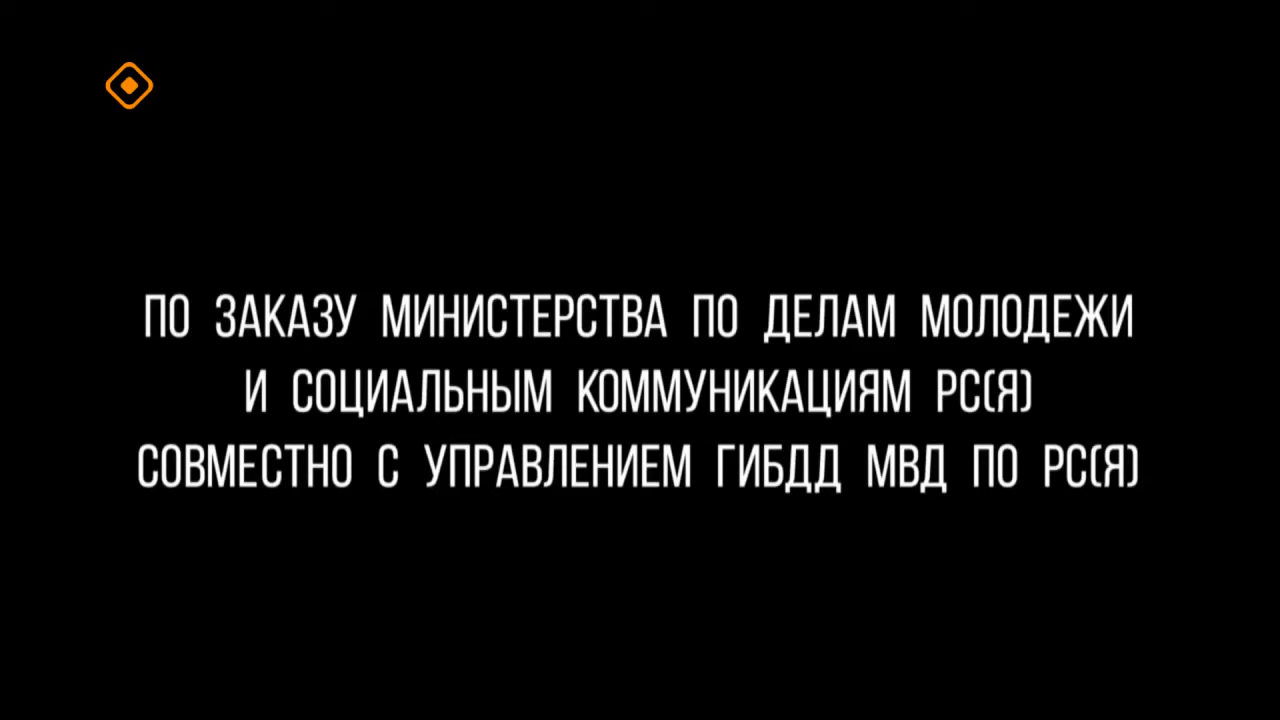 ПО ЗАКАЗУ МИНИСТЕРСТВА ПО ДЕЛАМ МОЛОДЕЖИ
И СОЦИАЛЬНЫМ КОММУНИКАЦИЯМ РС(Я)
СОВМЕСТНО С УПРАВЛЕНИЕМ ГИБДД МВД ПО РС(Я)